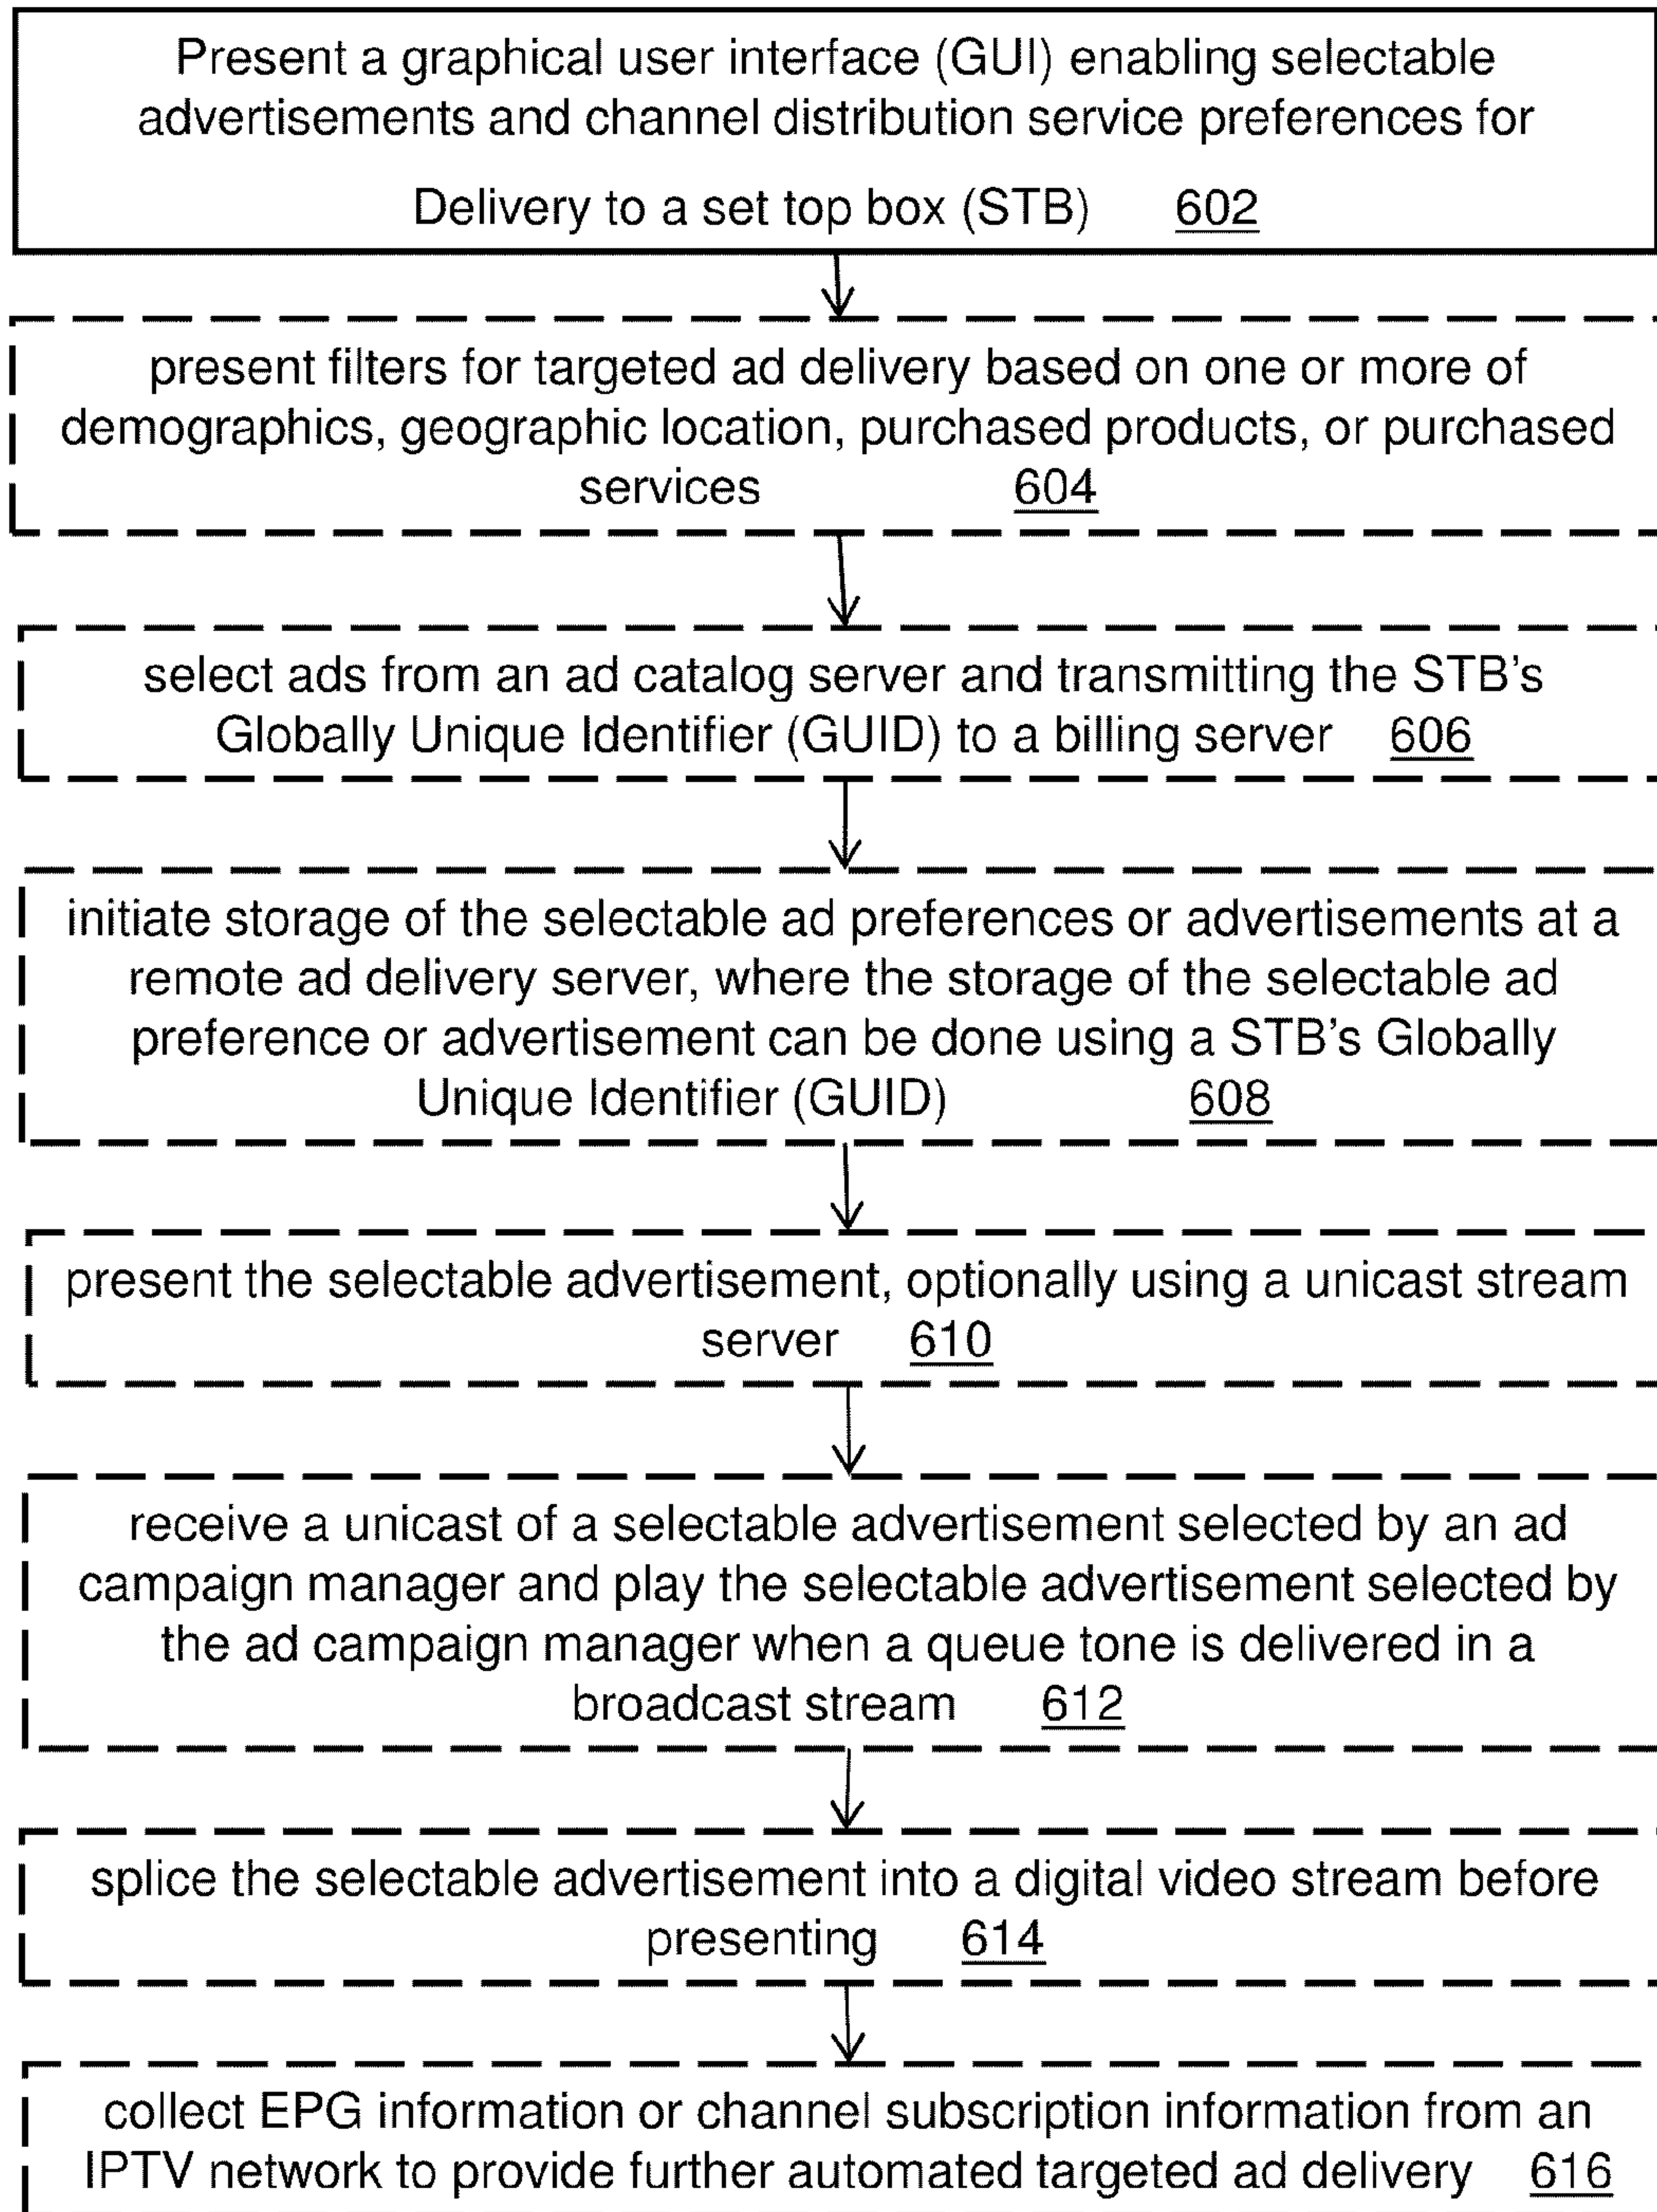 Present a graphical user interface (GUI) enabling selectable
advertisements and channel distribution service preferences for
Delivery to a set top box (STB) 602
present filters for targeted ad delivery based on one or more of
demographics, geographic location, purchased products, or purchased
services 604
select ads from an ad catalog server and transmitting the STB's
Globally Unique Identifier (GUID) to a billing server 606
initiate storage of the selectable ad preferences or advertisements at a
remote ad delivery server, where the storage of the selectable ad
preference or advertisement can be done using a STB's Globally
Unique Identifier (GUID) 608
present the selectable advertisement, optionally using a unicast stream
server 610
receive a unicast of a selectable advertisement selected by an ad
campaign manager and play the selectable advertisement selected by
the ad campaign manager when a queue tone is delivered in a
broadcast stream 612
splice the selectable advertisement into a digital video stream before
presenting 614
collect EPG information or channel subscription information from an
IPTV network to provide further automated targeted ad delivery 616